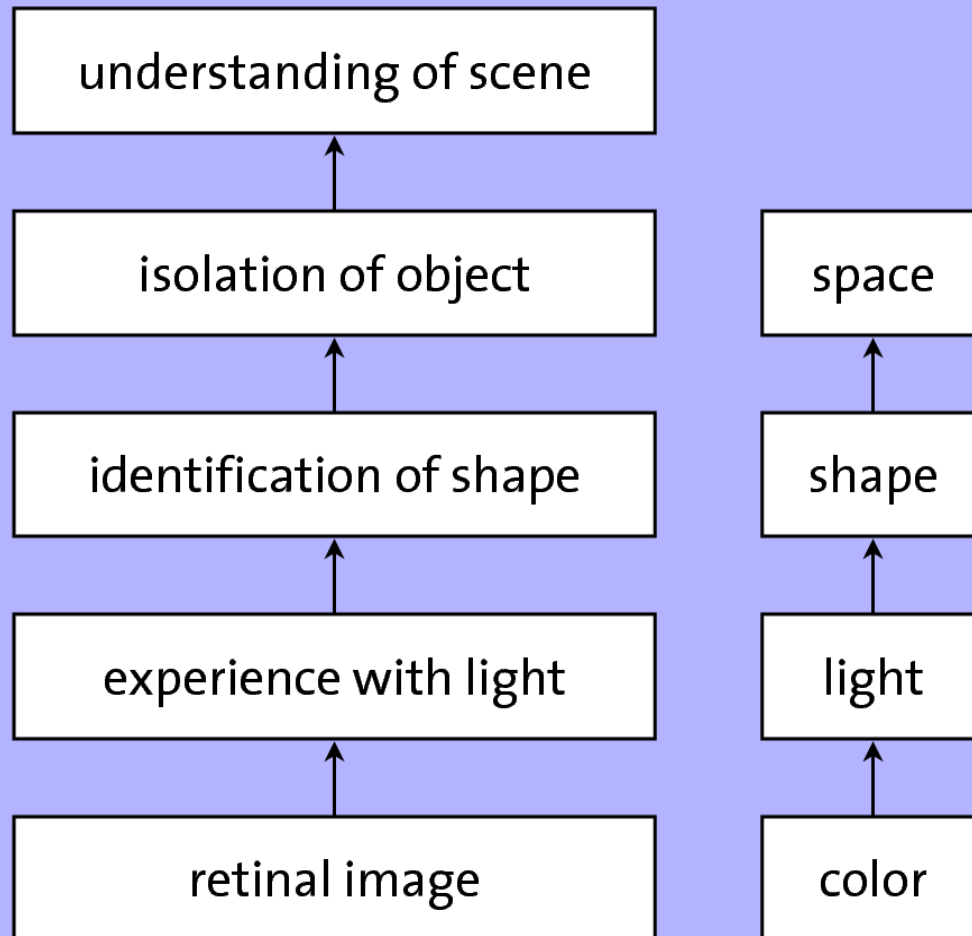 understanding of scene
isolation of object
space
identification of shape
shape
experience with light
light
retinal image
color